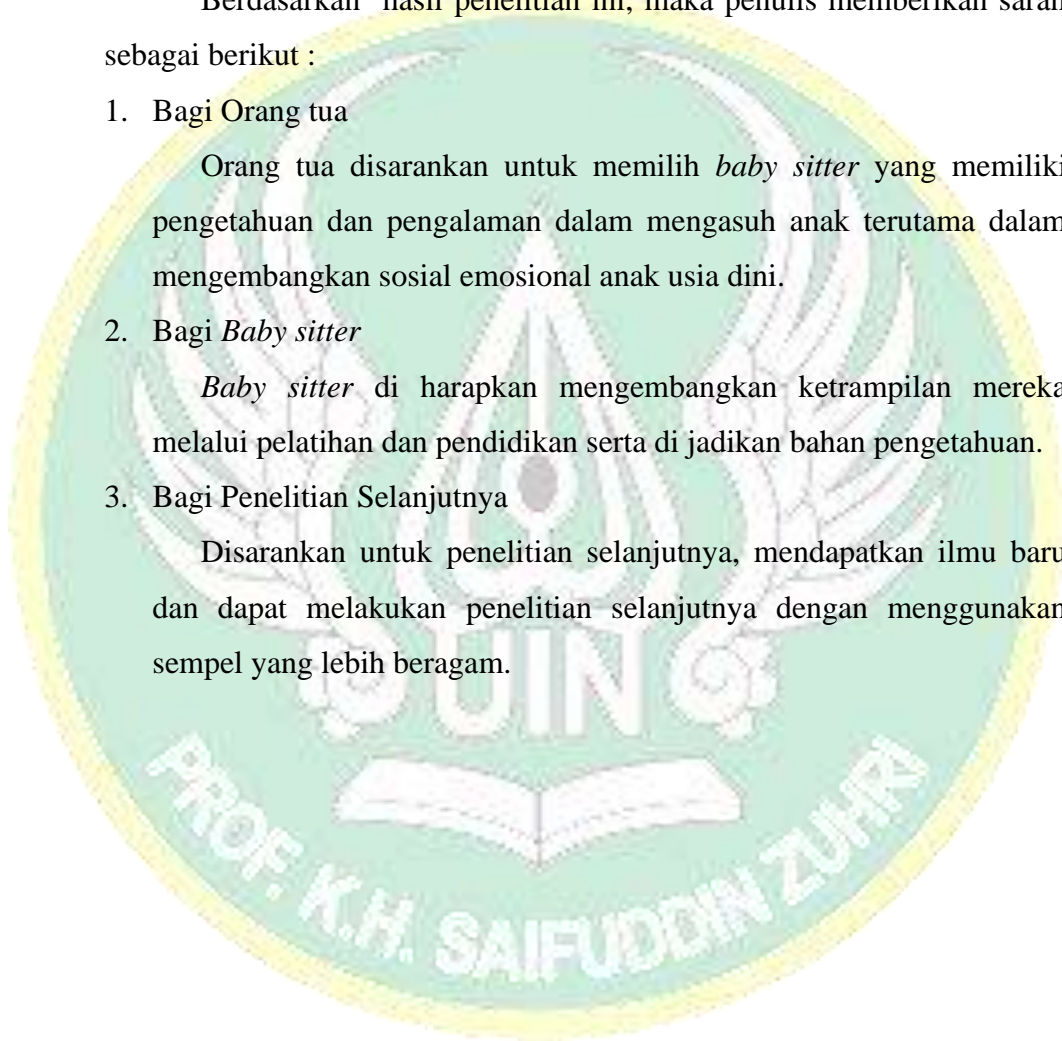 Berdasarkan hasil penelitian ini, maka penulis memberikan saran
sebagai berikut :
1. Bagi Orang tua
Orang tua disarankan untuk memilih baby sitter yang memiliki
pengetahuan dan pengalaman dalam mengasuh anak terutama dalam
mengembangkan sosial emosional anak usia dini.
2. Bagi Baby sitter
Baby sitter di harapkan mengembangkan ketrampilan mereka
melalui pelatihan dan pendidikan serta di jadikan bahan pengetahuan.
3. Bagi Penelitian Selanjutnya
Disarankan untuk penelitian selanjutnya, mendapatkan ilmu baru
dan dapat melakukan penelitian selanjutnya dengan menggunakan
sempel yang lebih beragam.
UIN
PROF. K.H. SAIFUDDIN ZUHRI